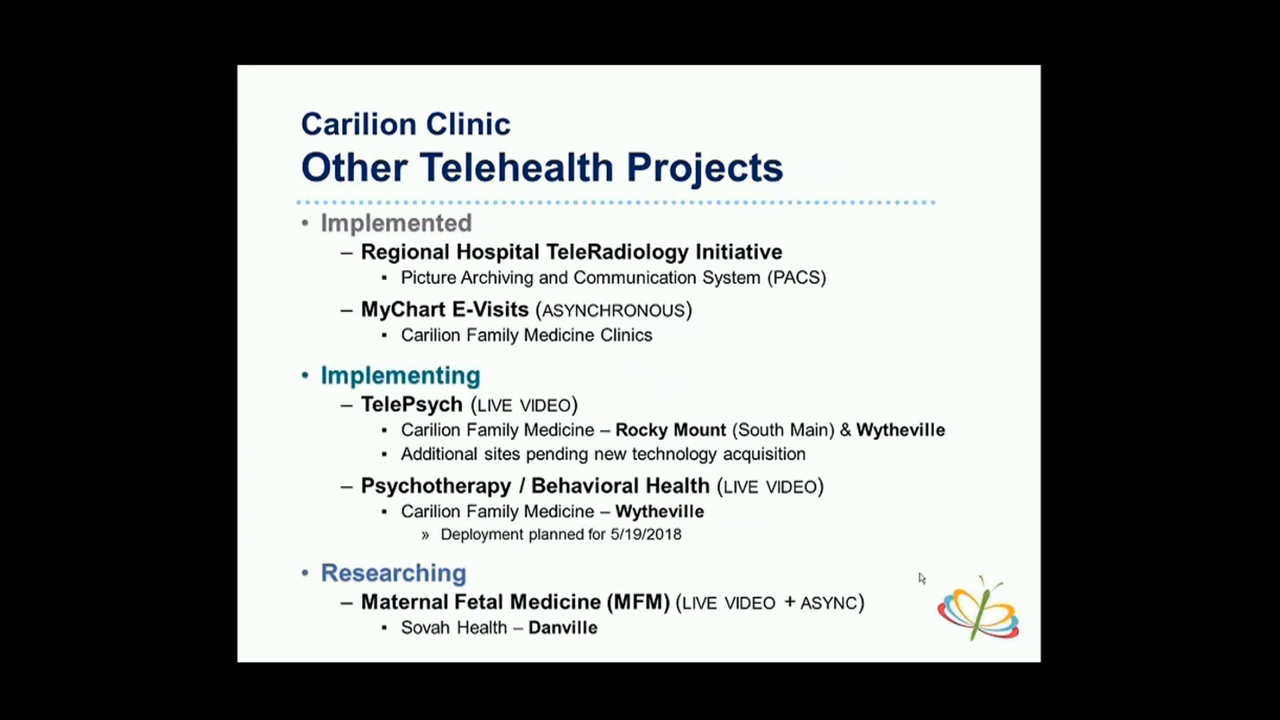 Carilion Clinic
Other Telehealth Projects
• Implemented
– Regional Hospital TeleRadiology Initiative
▪ Picture Archiving and Communication System (PACS)
– MyChart E-Visits (ASYNCHRONOUS)
▪ Carilion Family Medicine Clinics
• Implementing
– TelePsych (LIVE VIDEO)
▪ Carilion Family Medicine – Rocky Mount (South Main) & Wytheville
▪ Additional sites pending new technology acquisition
– Psychotherapy / Behavioral Health (LIVE VIDEO)
▪ Carilion Family Medicine – Wytheville
» Deployment planned for 5/19/2018
• Researching
– Maternal Fetal Medicine (MFM) (LIVE VIDEO + ASYNC)
▪ Sovah Health – Danville